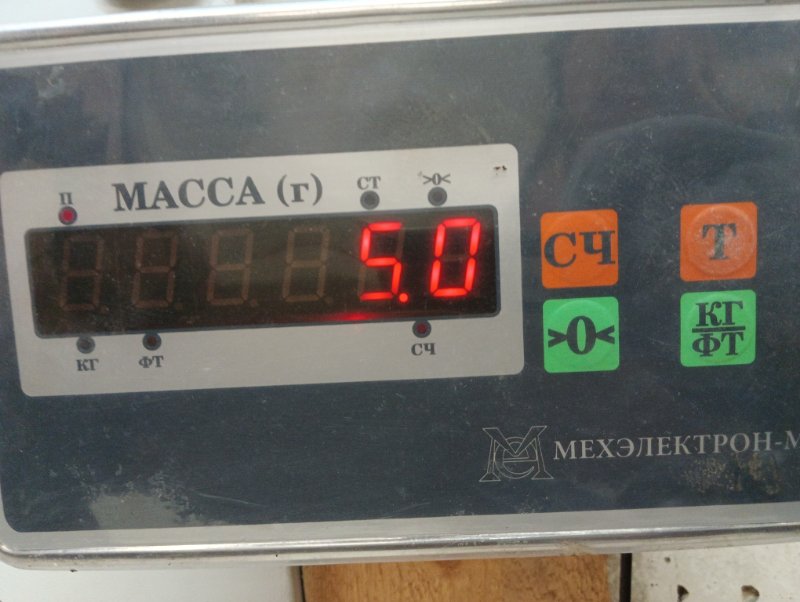 П МАССА (г) СТ >0<
5.0
КГ ФТ СЧ
СЧ Т
>0< КГ/ФТ
МЕХЭЛЕКТРОН-М